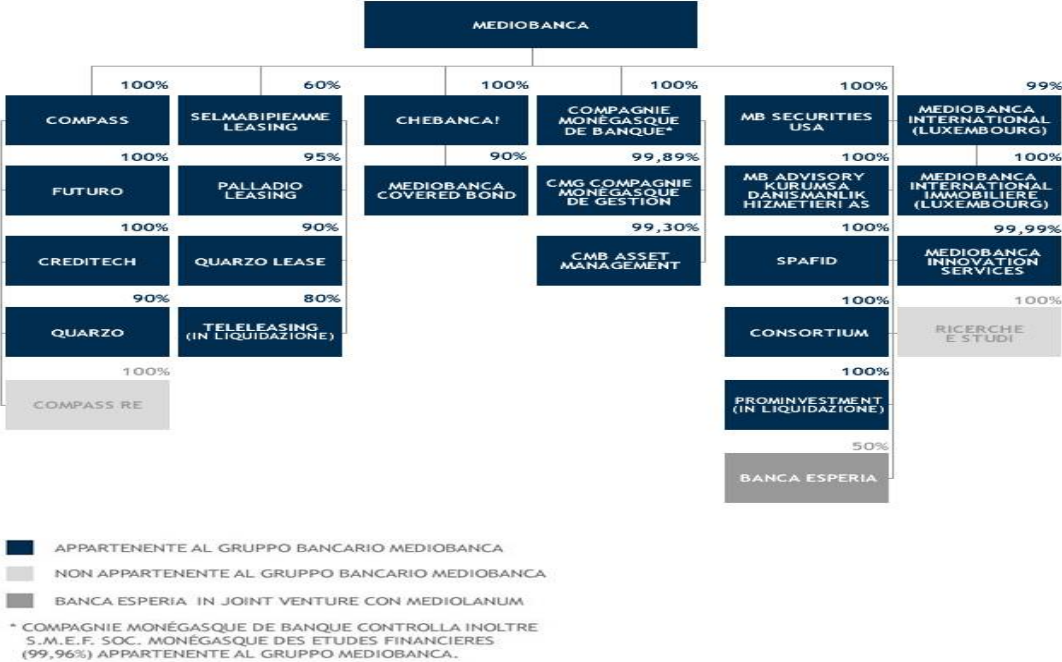 MEDIOBANCA
100%
COMPASS
100%
FUTURO
100%
CREDITECH
90%
QUARZO
100%
COMPASS RE
60%
SELMABIPIEMME
LEASING
95%
PALLADIO
LEASING
90%
QUARZO LEASE
80%
TELELEASING
(IN LIQUIDAZIONE)
100%
CHEBANCA!
90%
MEDIOBANCA
COVERED BOND
100%
COMPAGNIE
MONÉGASQUE
DE BANQUE*
99,89%
CMG COMPAGNIE
MONÉGASQUE
DE GESTION
99,30%
CMB ASSET
MANAGEMENT
100%
MB SECURITIES
USA
100%
MB ADVISORY
KURUMSA
DANISMANLIK
HIZMETIERI AS
100%
SPAFID
100%
CONSORTIUM
100%
PROMINVESTMENT
(IN LIQUIDAZIONE)
50%
BANCA ESPERIA
99%
MEDIOBANCA
INTERNATIONAL
(LUXEMBOURG)
100%
MEDIOBANCA
INTERNATIONAL
IMMOBILIERE
(LUXEMBOURG)
99,99%
MEDIOBANCA
INNOVATION
SERVICES
100%
RICERCHE
E STUDI
APPARTENENTE AL GRUPPO BANCARIO MEDIOBANCA
NON APPARTENENTE AL GRUPPO BANCARIO MEDIOBANCA
BANCA ESPERIA IN JOINT VENTURE CON MEDIOLANUM
* COMPAGNIE MONÉGASQUE DE BANQUE CONTROLLA INOLTRE
S.M.E.F. SOC. MONÉGASQUE DES ETUDES FINANCIERES
(99,96%) APPARTENENTE AL GRUPPO MEDIOBANCA.